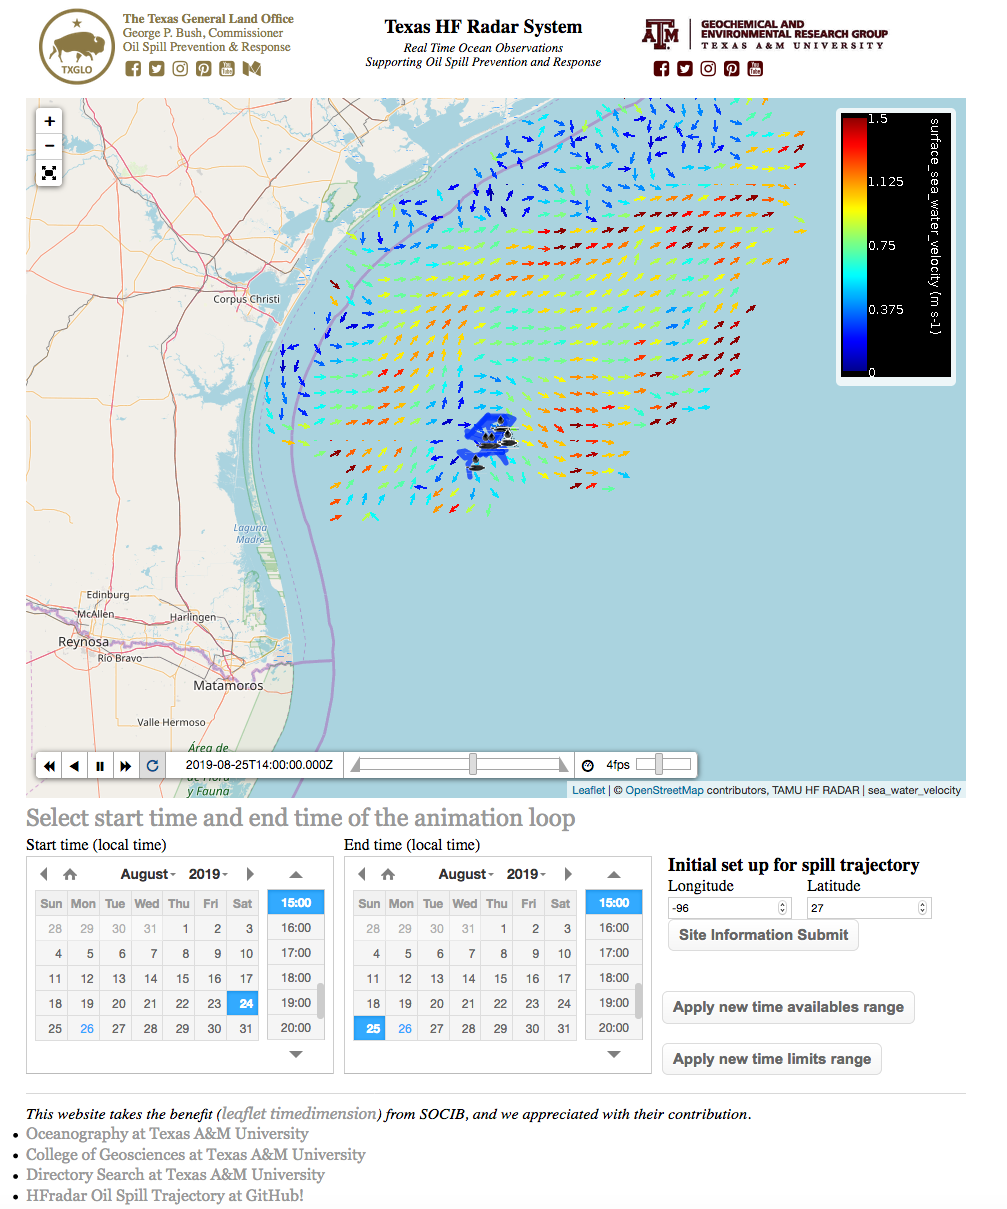 The Texas General Land Office
George P. Bush, Commissioner
Oil Spill Prevention & Response
TXGLO
Texas HF Radar System
Real Time Ocean Observations
Supporting Oil Spill Prevention and Response
GEOCHEMICAL AND
ENVIRONMENTAL RESEARCH GROUP
TEXAS A&M UNIVERSITY
+
−
1.5
1.125
0.75
0.375
0
surface_sea_water_velocity (m s-1)
Corpus Christi
Laguna
Madre
Edinburg
McAllen
Harlingen
Reynosa
Río Bravo
Matamoros
Valle Hermoso
Área de
y Fauna
2019-08-25T14:00:00.000Z
4fps
Leaflet | © OpenStreetMap contributors, TAMU HF RADAR | sea_water_velocity
Select start time and end time of the animation loop
Start time (local time)
August 2019
Sun Mon Tue Wed Thu Fri Sat
28 29 30 31 1 2 3
4 5 6 7 8 9 10
11 12 13 14 15 16 17
18 19 20 21 22 23 24
25 26 27 28 29 30 31
15:00
16:00
17:00
18:00
19:00
20:00
End time (local time)
August 2019
Sun Mon Tue Wed Thu Fri Sat
28 29 30 31 1 2 3
4 5 6 7 8 9 10
11 12 13 14 15 16 17
18 19 20 21 22 23 24
25 26 27 28 29 30 31
15:00
16:00
17:00
18:00
19:00
20:00
Initial set up for spill trajectory
Longitude Latitude
-96 27
Site Information Submit
Apply new time availables range
Apply new time limits range
This website takes the benefit (leaflet timedimension) from SOCIB, and we appreciated with their contribution.
• Oceanography at Texas A&M University
• College of Geosciences at Texas A&M University
• Directory Search at Texas A&M University
• HFradar Oil Spill Trajectory at GitHub!